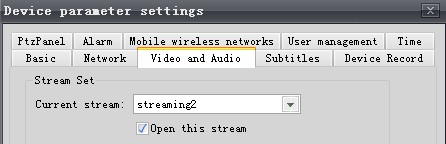 Device parameter settings
PtzPanel Alarm Mobile wireless networks User management Time
Basic Network Video and Audio Subtitles Device Record
Stream Set
Current stream: streaming2
Open this stream